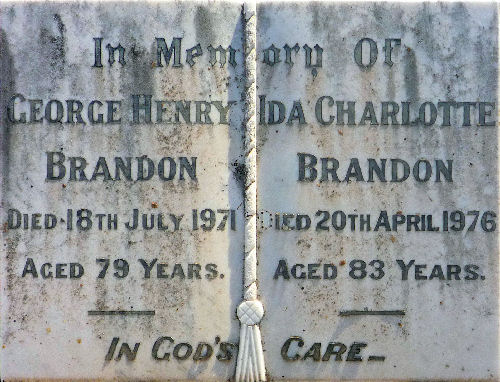 In Memory Of
GEORGE HENRY
BRANDON
DIED 18TH JULY 1971
AGED 79 YEARS.
IDA CHARLOTTE
BRANDON
DIED 20TH APRIL 1976
AGED 83 YEARS.
IN GOD'S CARE